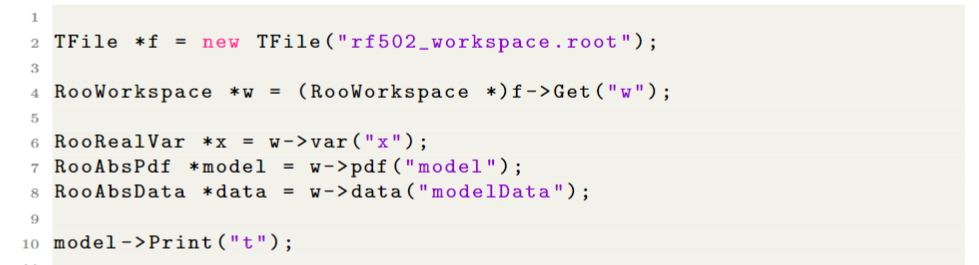 1
2 TFile *f = new TFile("rf502_workspace.root");
3
4 RooWorkspace *w = (RooWorkspace *)f->Get("w");
5
6 RooRealVar *x = w->var("x");
7 RooAbsPdf *model = w->pdf("model");
8 RooAbsData *data = w->data("modelData");
9
10 model->Print("t");